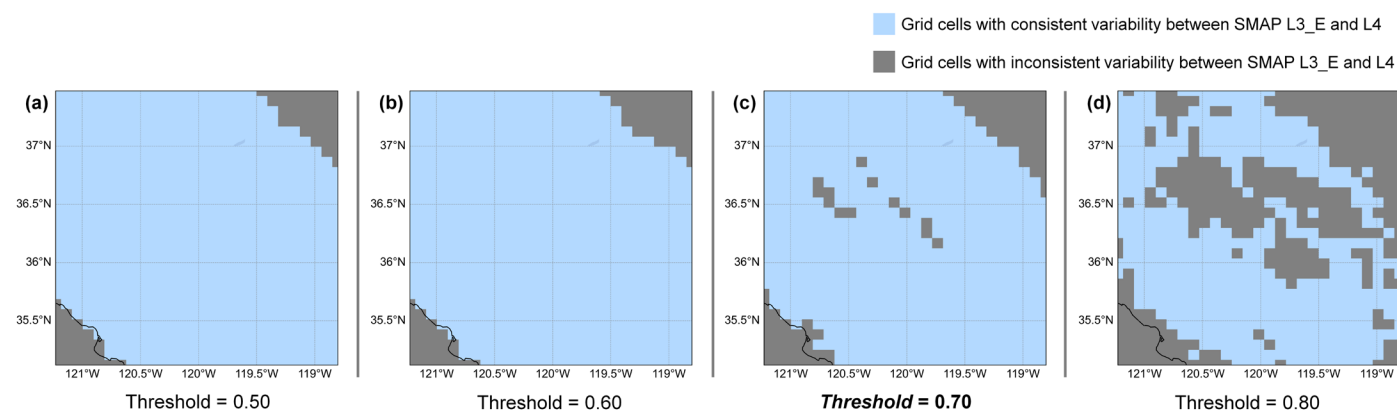 Grid cells with consistent variability between SMAP L3_E and L4
Grid cells with inconsistent variability between SMAP L3_E and L4
(a)
37°N
36.5°N
36°N
35.5°N
121°W 120.5°W 120°W 119.5°W 119°W
Threshold = 0.50
(b)
37°N
36.5°N
36°N
35.5°N
121°W 120.5°W 120°W 119.5°W 119°W
Threshold = 0.60
(c)
37°N
36.5°N
36°N
35.5°N
121°W 120.5°W 120°W 119.5°W 119°W
Threshold = 0.70
(d)
37°N
36.5°N
36°N
35.5°N
121°W 120.5°W 120°W 119.5°W 119°W
Threshold = 0.80